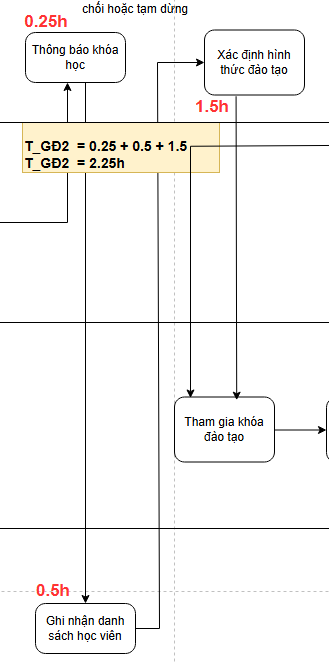 chối hoặc tạm dừng
0.25h
Thông báo khóa
học
Xác định hình
thức đào tạo
1.5h
T_GĐ2 = 0.25 + 0.5 + 1.5
T_GĐ2 = 2.25h
Tham gia khóa
đào tạo
0.5h
Ghi nhận danh
sách học viên